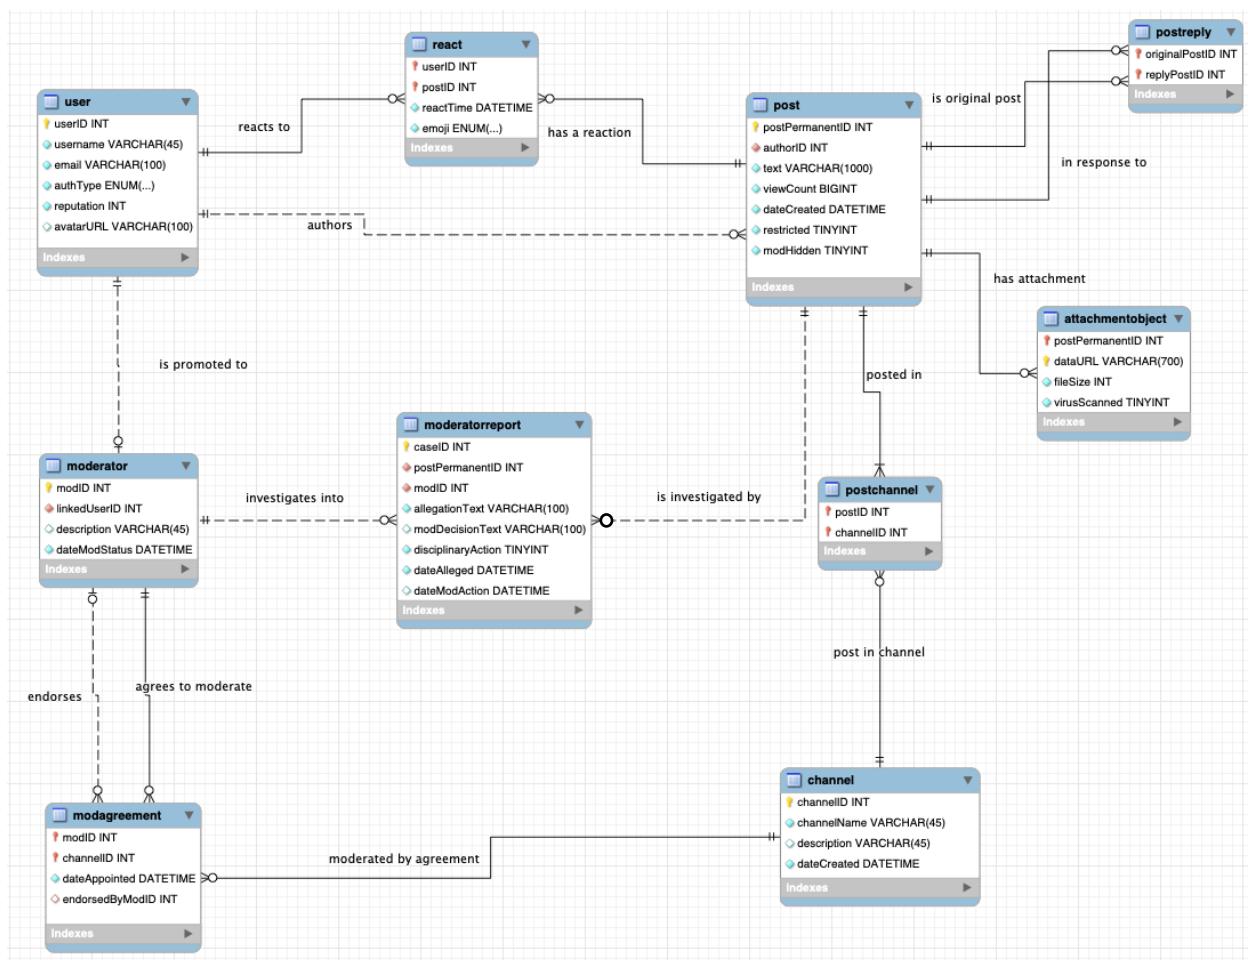 react
userID INT
postID INT
reactTime DATETIME
emoji ENUM(...)
Indexes
postreply
originalPostID INT
replyPostID INT
Indexes
user
userID INT
username VARCHAR(45)
email VARCHAR(100)
authType ENUM(...)
reputation INT
avatarURL VARCHAR(100)
Indexes
post
postPermanentID INT
authorID INT
text VARCHAR(1000)
viewCount BIGINT
dateCreated DATETIME
restricted TINYINT
modHidden TINYINT
Indexes
reacts to
has a reaction
is original post
in response to
authors
has attachment
attachmentobject
postPermanentID INT
dataURL VARCHAR(700)
fileSize INT
virusScanned TINYINT
Indexes
is promoted to
posted in
moderatorreport
caseID INT
postPermanentID INT
modID INT
allegationText VARCHAR(100)
modDecisionText VARCHAR(100)
disciplinaryAction TINYINT
dateAlleged DATETIME
dateModAction DATETIME
Indexes
moderator
modID INT
linkedUserID INT
description VARCHAR(45)
dateModStatus DATETIME
Indexes
investigates into
is investigated by
postchannel
postID INT
channelID INT
Indexes
post in channel
endorses
agrees to moderate
channel
channelID INT
channelName VARCHAR(45)
description VARCHAR(45)
dateCreated DATETIME
Indexes
modagreement
modID INT
channelID INT
dateAppointed DATETIME
endorsedByModID INT
Indexes
moderated by agreement